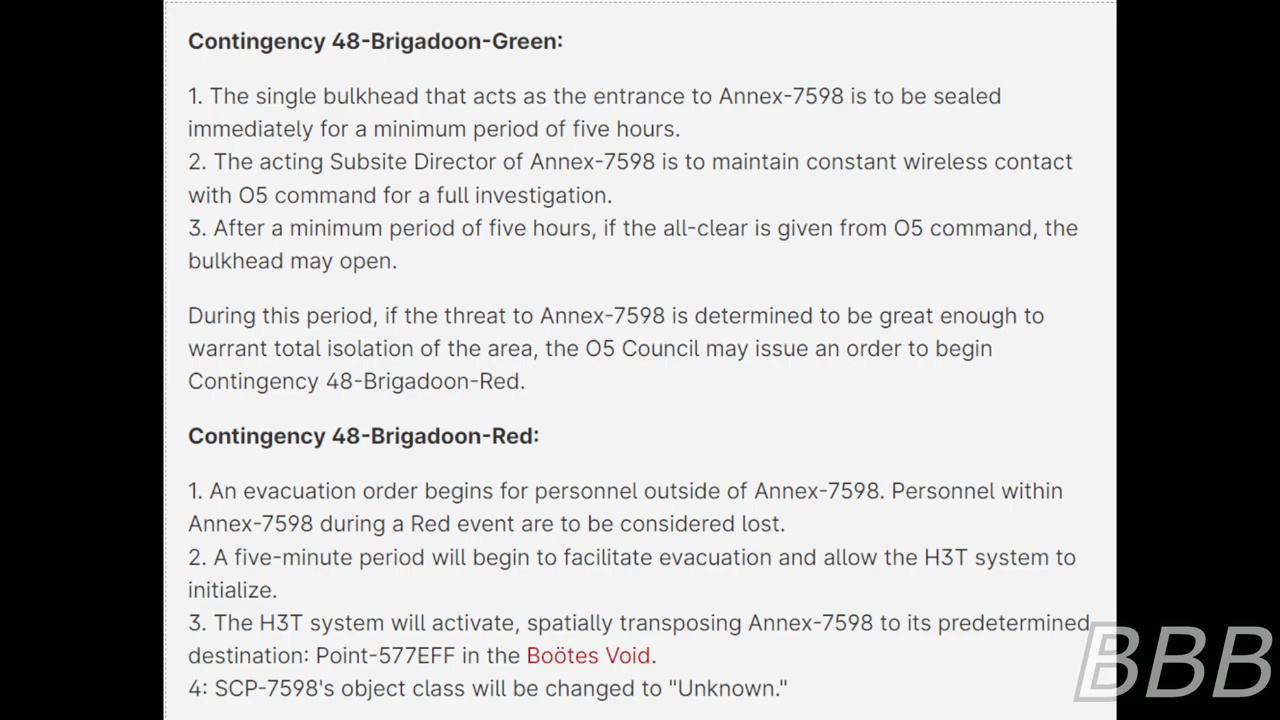 Contingency 48-Brigadoon-Green:
1. The single bulkhead that acts as the entrance to Annex-7598 is to be sealed
immediately for a minimum period of five hours.
2. The acting Subsite Director of Annex-7598 is to maintain constant wireless contact
with O5 command for a full investigation.
3. After a minimum period of five hours, if the all-clear is given from O5 command, the
bulkhead may open.
During this period, if the threat to Annex-7598 is determined to be great enough to
warrant total isolation of the area, the O5 Council may issue an order to begin
Contingency 48-Brigadoon-Red.
Contingency 48-Brigadoon-Red:
1. An evacuation order begins for personnel outside of Annex-7598. Personnel within
Annex-7598 during a Red event are to be considered lost.
2. A five-minute period will begin to facilitate evacuation and allow the H3T system to
initialize.
3. The H3T system will activate, spatially transposing Annex-7598 to its predetermined
destination: Point-577EFF in the Boötes Void.
4: SCP-7598's object class will be changed to "Unknown."
BBB